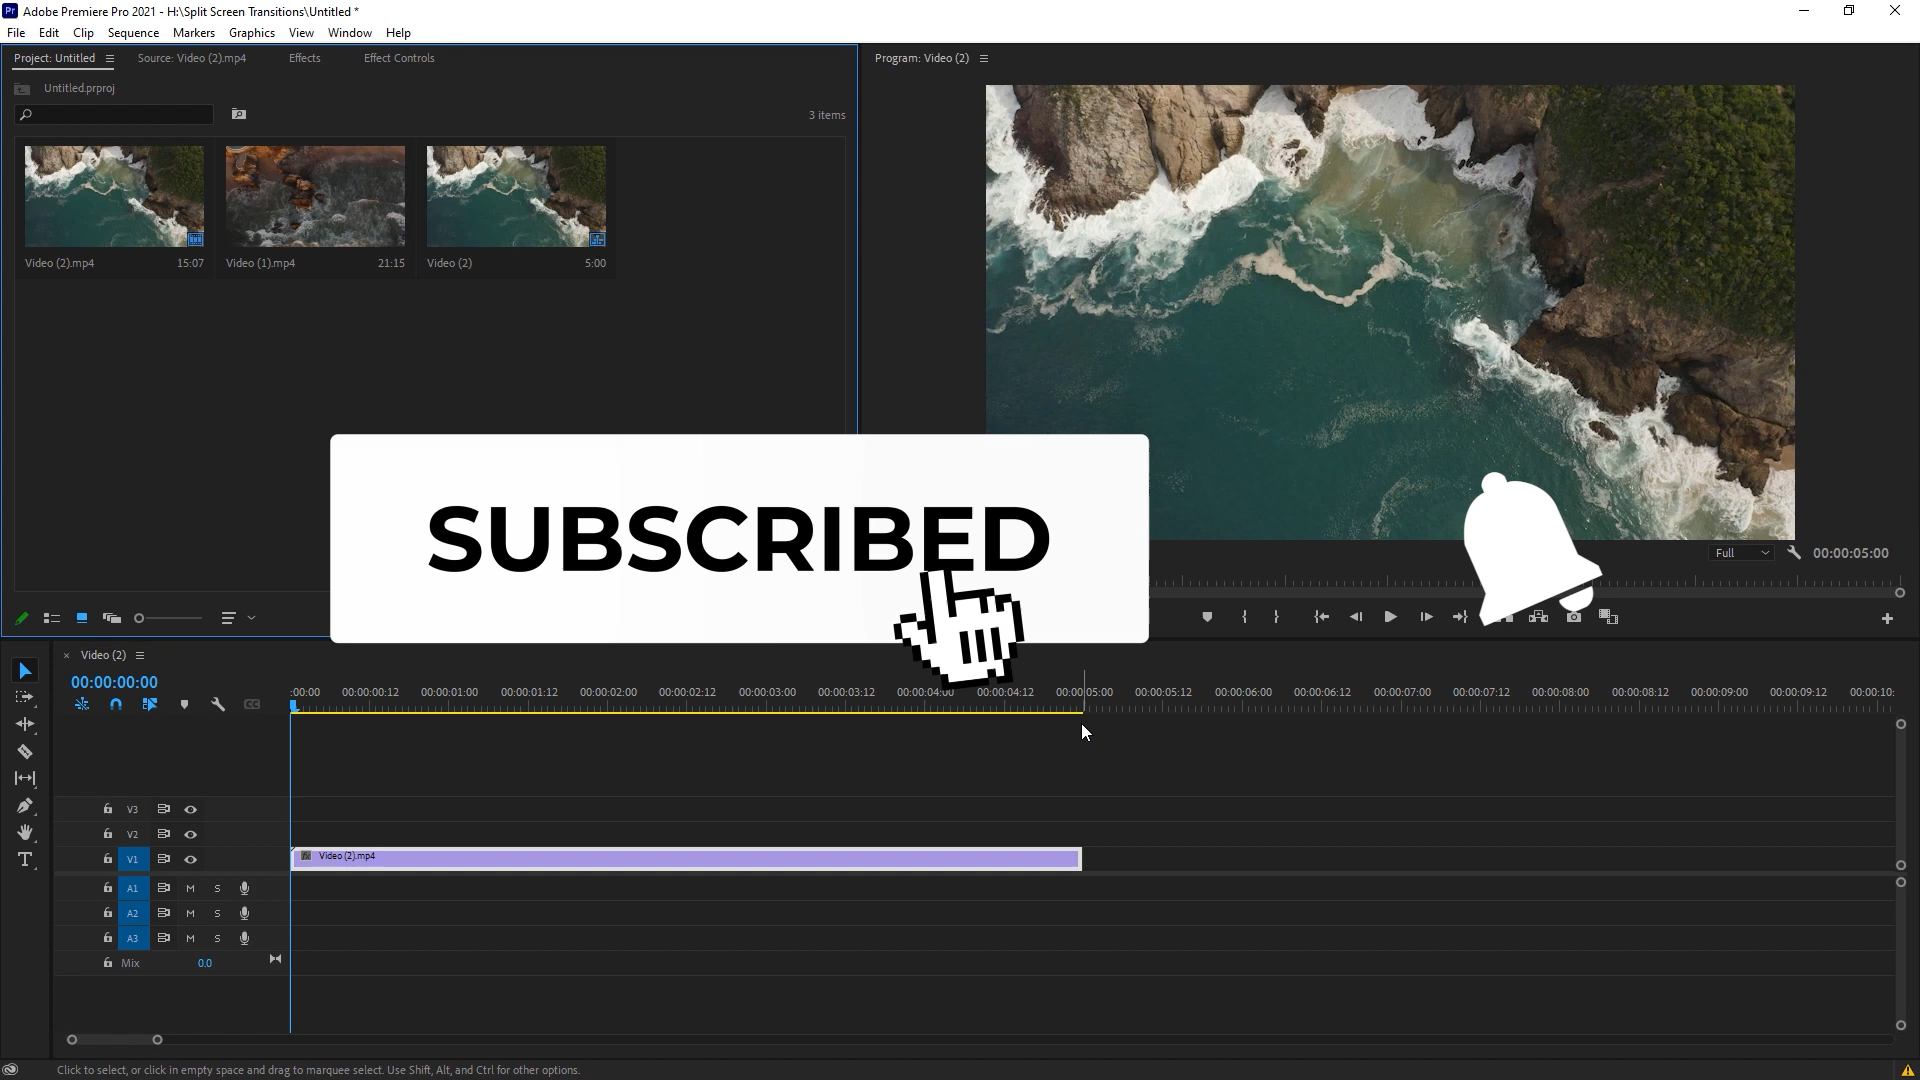 Pr Adobe Premiere Pro 2021 - H:\Split Screen Transitions\Untitled *
File Edit Clip Sequence Markers Graphics View Window Help
Project: Untitled Source: Video (2).mp4 Effects Effect Controls
Program: Video (2)
Untitled.prproj
3 items
Video (2).mp4 15:07 Video (1).mp4 21:15 Video (2) 5:00
SUBSCRIBED
Full 00:00:05:00
× Video (2)
00:00:00:00
:00:00 00:00:00:12 00:00:01:00 00:00:01:12 00:00:02:00 00:00:02:12 00:00:03:00 00:00:03:12 00:00:04:00 00:00:04:12 00:00:05:00 00:00:05:12 00:00:06:00 00:00:06:12 00:00:07:00 00:00:07:12 00:00:08:00 00:00:08:12 00:00:09:00 00:00:09:12 00:00:10:
CC
V3
V2
V1 fx Video (2).mp4
A1 M S
A2 M S
A3 M S
Mix 0.0
Click to select, or click in empty space and drag to marquee select. Use Shift, Alt, and Ctrl for other options.